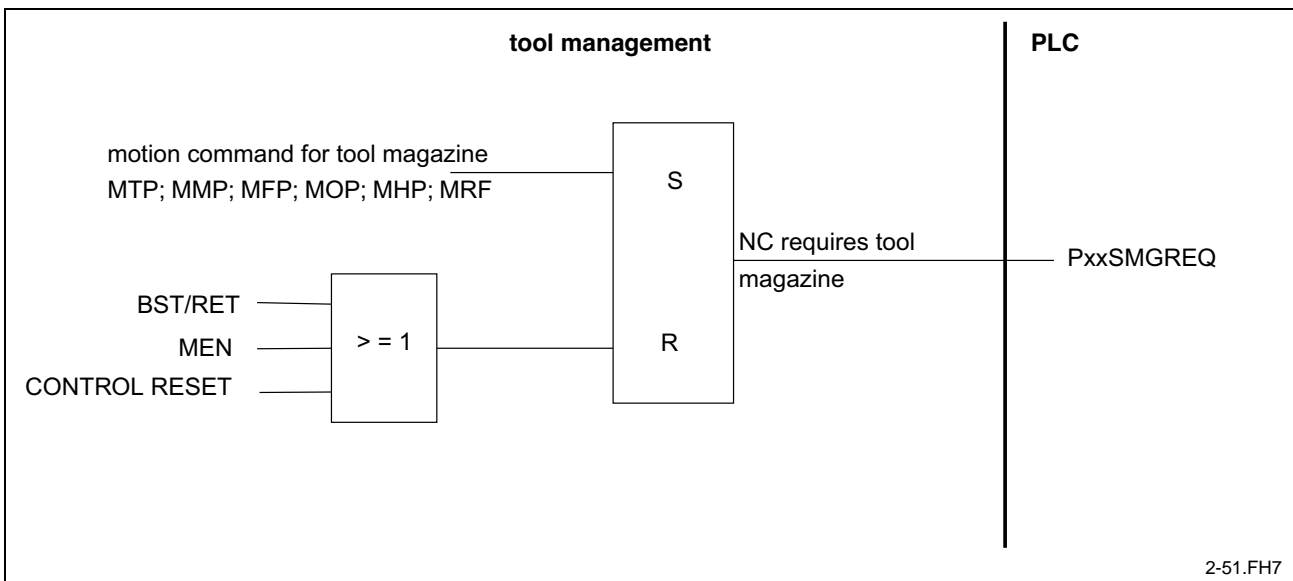 tool management
PLC
motion command for tool magazine
MTP; MMP; MFP; MOP; MHP; MRF
S
NC requires tool
magazine
PxxSMGREQ
BST/RET
MEN
CONTROL RESET
> = 1
R
2-51.FH7